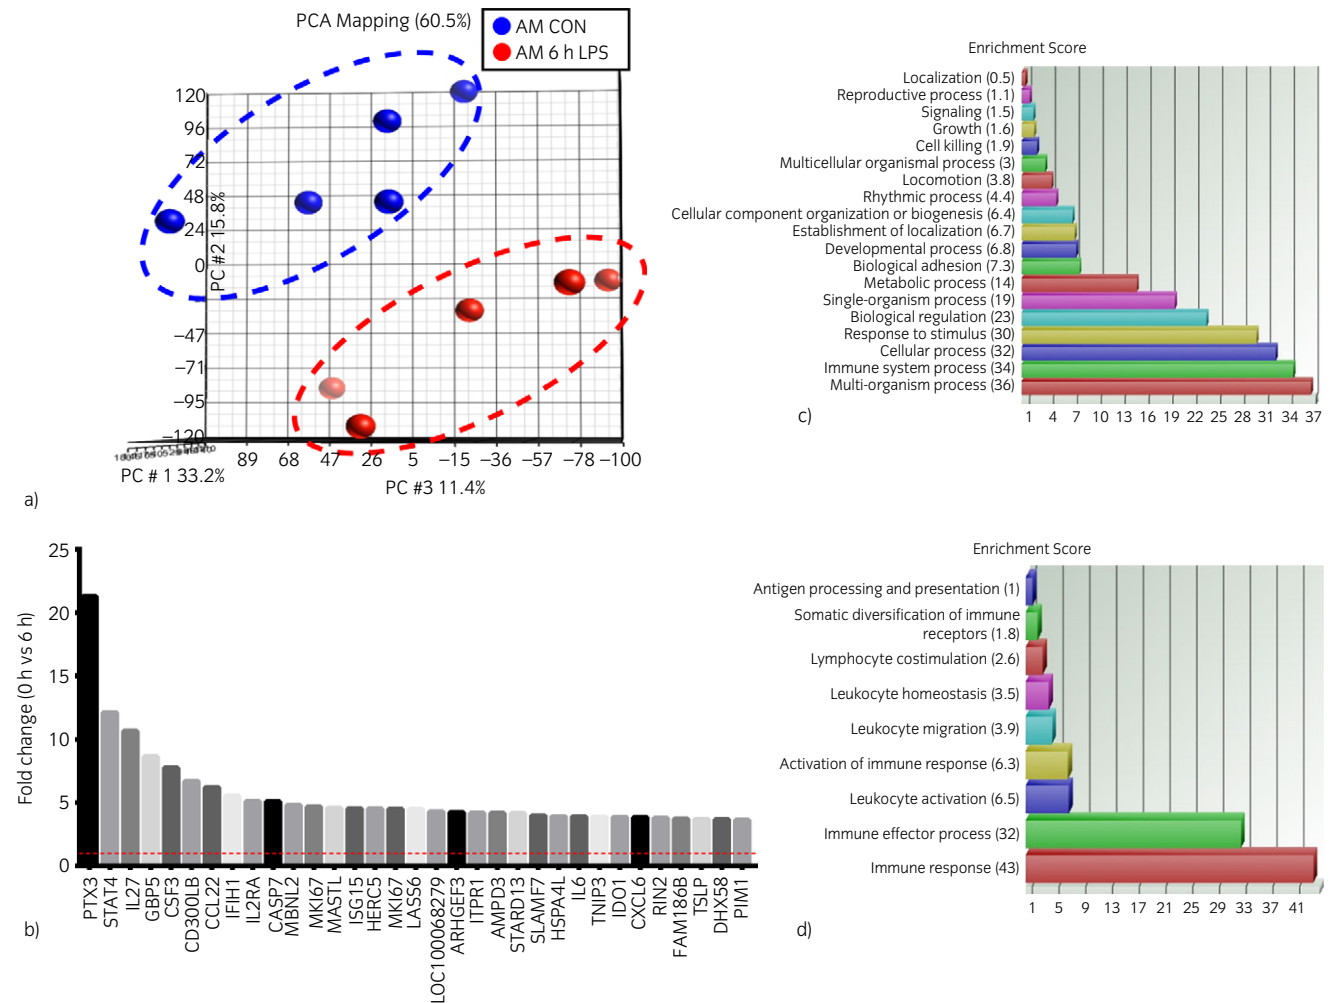 PCA Mapping (60.5%)
AM CON
AM 6 h LPS
120
96
72
48
24
0
−47
−71
−95
−120
PC #2 15.8%
89 68 47 26 5 −15 −36 −57 −78 −100
PC # 1 33.2%
PC #3 11.4%
a)
Enrichment Score
Localization (0.5)
Reproductive process (1.1)
Signaling (1.5)
Growth (1.6)
Cell killing (1.9)
Multicellular organismal process (3)
Locomotion (3.8)
Rhythmic process (4.4)
Cellular component organization or biogenesis (6.4)
Establishment of localization (6.7)
Developmental process (6.8)
Biological adhesion (7.3)
Metabolic process (14)
Single-organism process (19)
Biological regulation (23)
Response to stimulus (30)
Cellular process (32)
Immune system process (34)
Multi-organism process (36)
1 4 7 10 13 16 19 22 25 28 31 34 37
c)
Fold change (0 h vs 6 h)
25
20
15
10
5
0
PTX3
STAT4
IL27
GBP5
CSF3
CD300LB
CCL22
IFIH1
IL2RA
CASP7
MBNL2
MKI67
MASTL
ISG15
HERC5
MKI67
LASS6
LOC100068279
ARHGEF3
ITPR1
AMPD3
STARD13
SLAMF7
HSPA4L
IL6
TNIP3
IDO1
CXCL6
RIN2
FAM186B
TSLP
DHX58
PIM1
b)
Enrichment Score
Antigen processing and presentation (1)
Somatic diversification of immune
receptors (1.8)
Lymphocyte costimulation (2.6)
Leukocyte homeostasis (3.5)
Leukocyte migration (3.9)
Activation of immune response (6.3)
Leukocyte activation (6.5)
Immune effector process (32)
Immune response (43)
1 5 9 13 17 21 25 29 33 37 41
d)